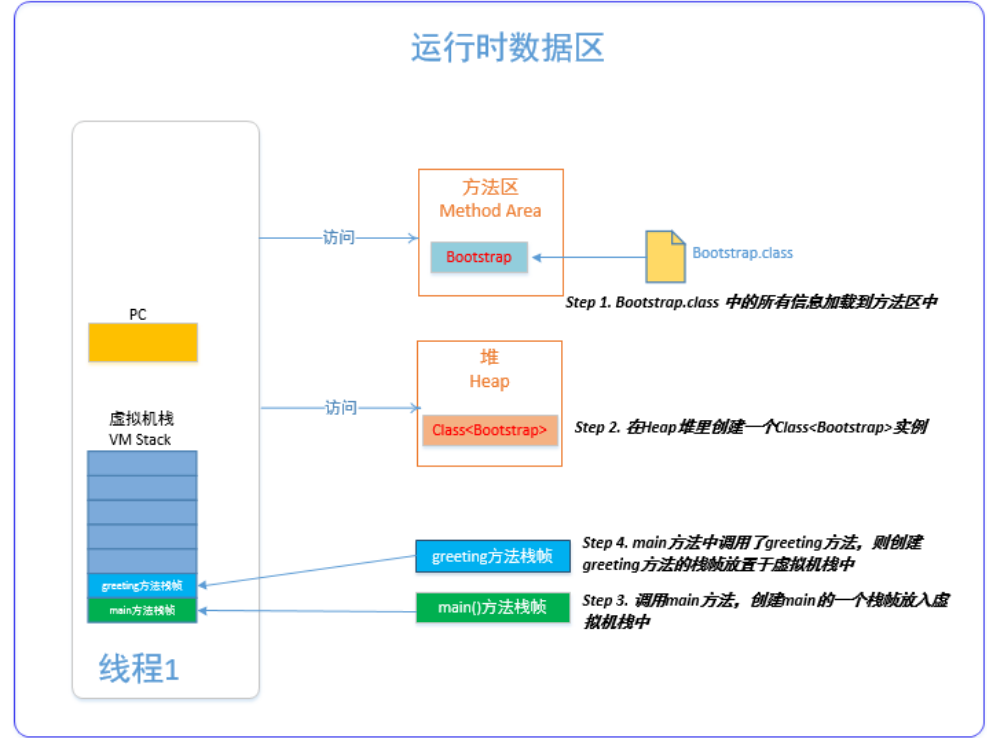 运行时数据区
方法区
Method Area
访问
Bootstrap
Bootstrap.class
Step 1. Bootstrap.class 中的所有信息加载到方法区中
PC
堆
Heap
访问
Class<Bootstrap>
Step 2. 在Heap堆里创建一个Class<Bootstrap>实例
虚拟机栈
VM Stack
greeting方法栈帧
Step 4. main方法中调用了greeting方法，则创建
greeting方法的栈帧放置于虚拟机栈中
greeting方法栈帧
main()方法栈帧
Step 3. 调用main方法，创建main的一个栈帧放入虚
拟机栈中
main方法栈帧
线程1